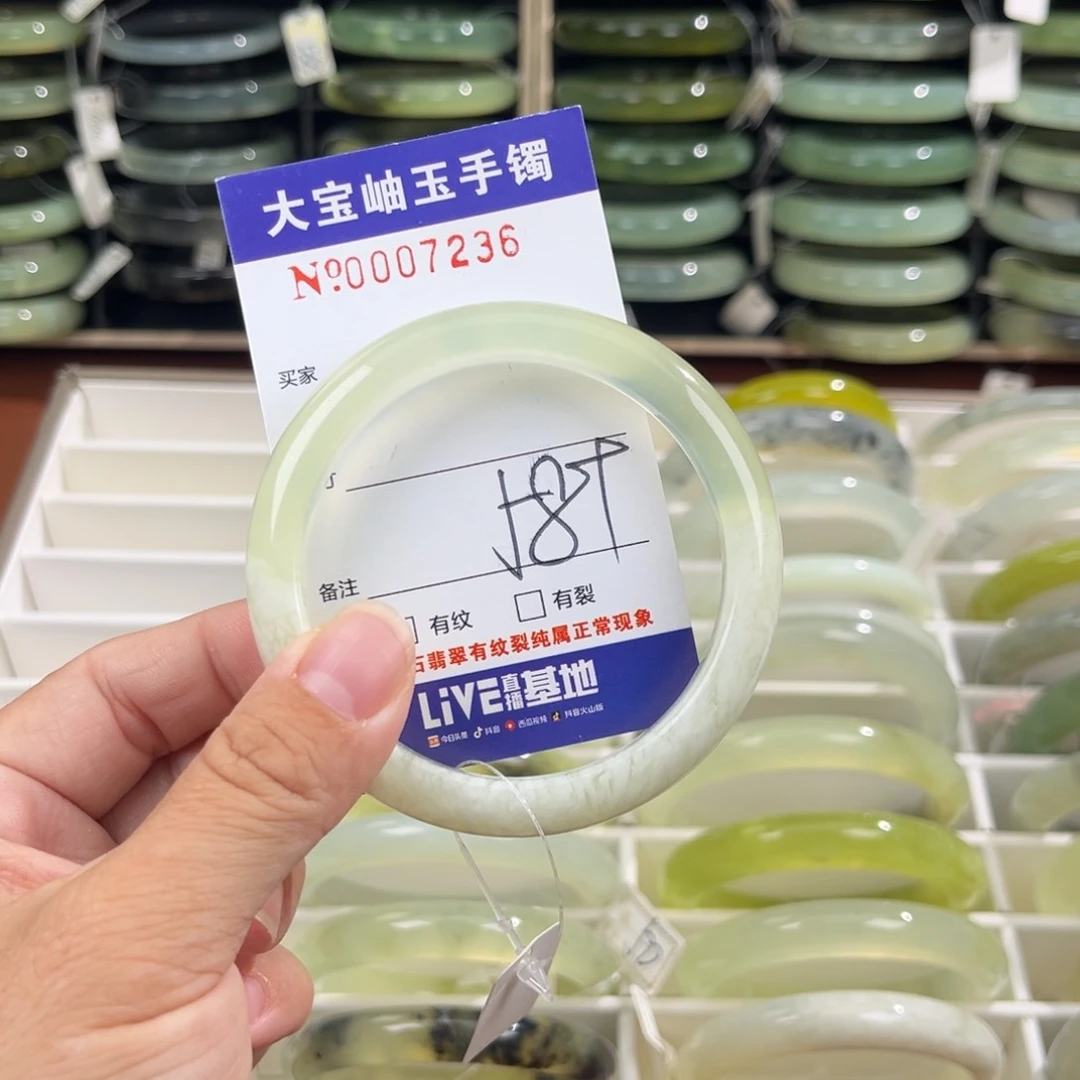 大宝岫玉手镯
Nº0007236
买家
备注
有纹 有裂
石翡翠有纹裂纯属正常现象
LiVE直播基地
今日头条 抖音 西瓜视频 抖音火山版